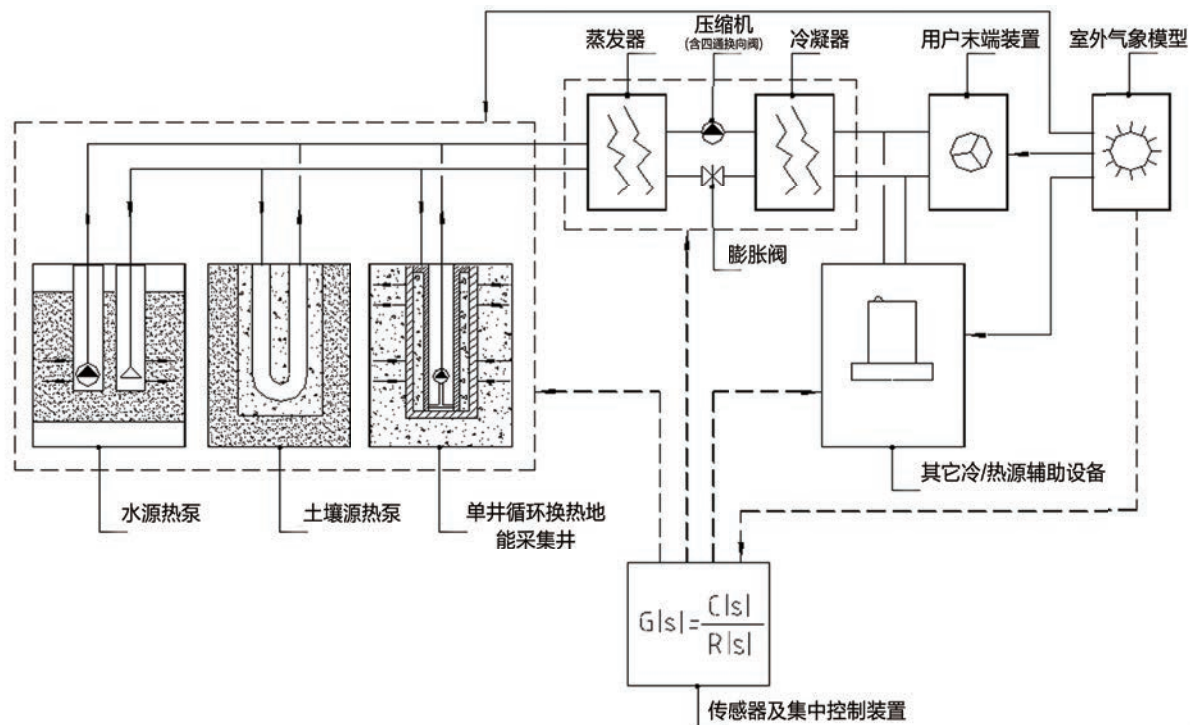 压缩机
(含四通换向阀)
蒸发器
冷凝器
用户末端装置
室外气象模型
膨胀阀
其它冷/热源辅助设备
水源热泵
土壤源热泵
单井循环换热地
能采集井
G|s|=
C|s|
R|s|
传感器及集中控制装置